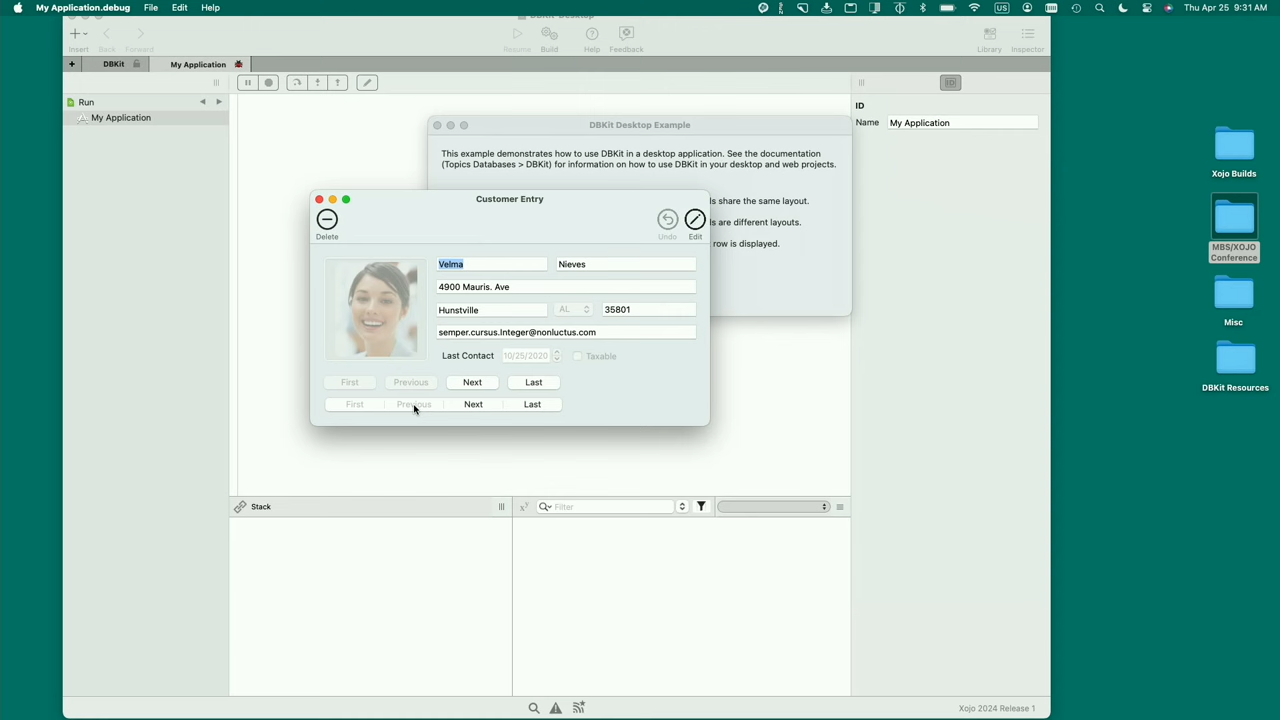 My Application.debug File Edit Help
US Thu Apr 25 9:31 AM
DBKit Desktop
Insert Back Forward
Resume Build Help Feedback
Library Inspector
+ DBKit My Application
Run
My Application
ID
ID
Name My Application
DBKit Desktop Example
This example demonstrates how to use DBKit in a desktop application. See the documentation
(Topics Databases > DBKit) for information on how to use DBKit in your desktop and web projects.
s share the same layout.
s are different layouts.
row is displayed.
Customer Entry
Delete
Undo Edit
Velma Nieves
4900 Mauris. Ave
Hunstville AL 35801
semper.cursus.Integer@nonluctus.com
Last Contact 10/25/2020 Taxable
First Previous Next Last
First Previous Next Last
Stack
Filter
Xojo Builds
MBS/XOJO
Conference
Misc
DBKit Resources
Xojo 2024 Release 1